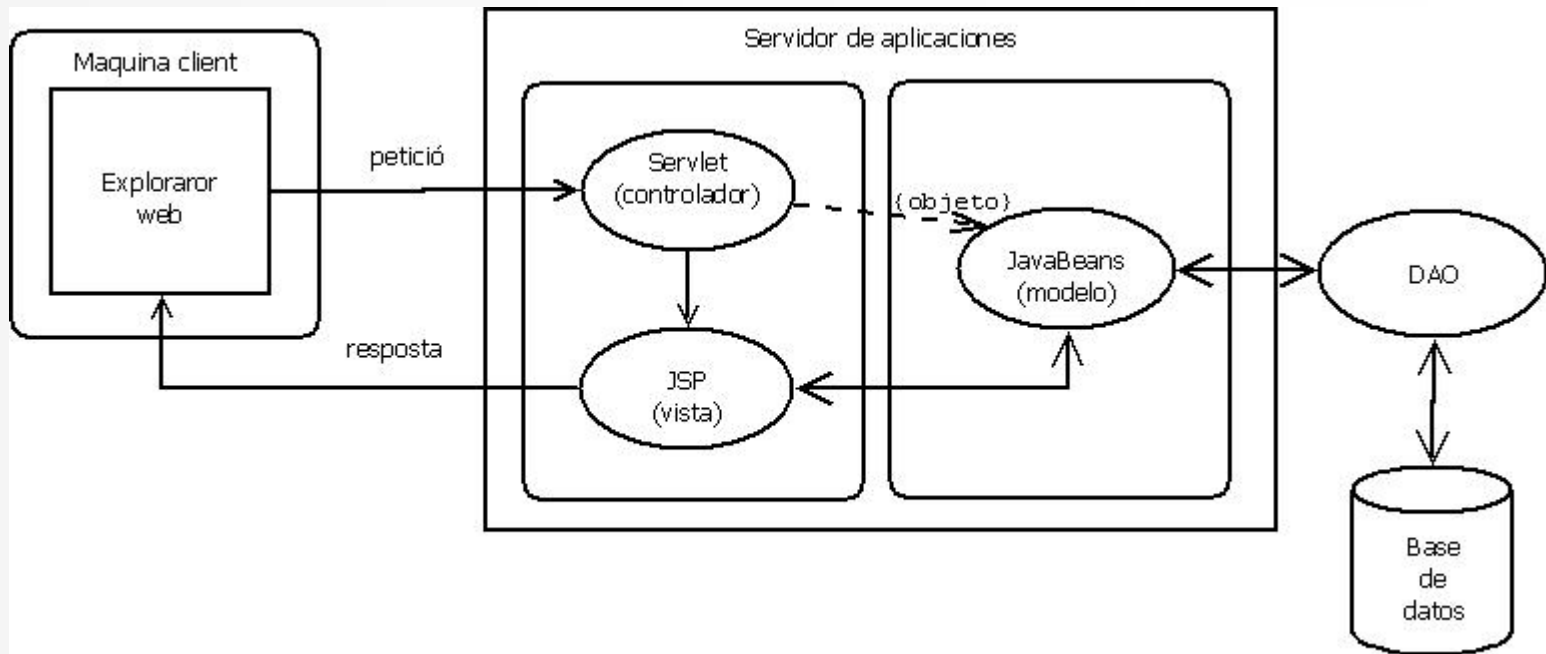 Servidor de aplicaciones
Maquina client
Exploraror
web
petició
Servlet
(controlador)
{objeto}
JavaBeans
(modelo)
DAO
resposta
JSP
(vista)
Base
de
datos